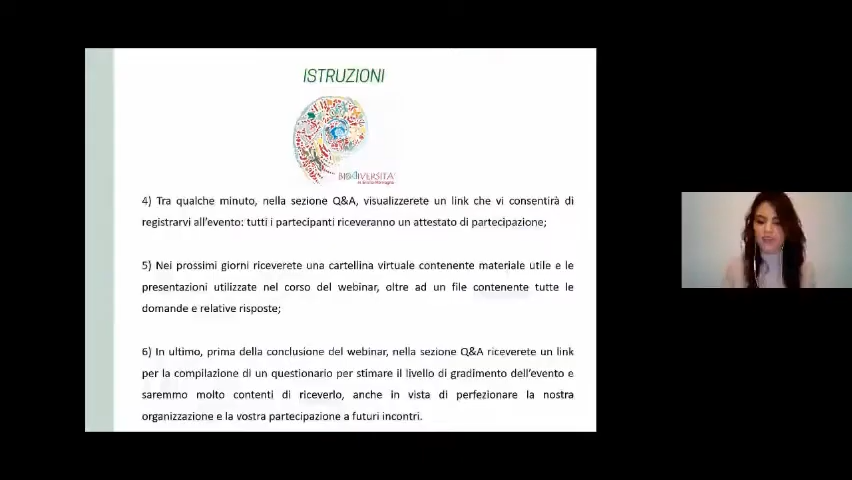 ISTRUZIONI
BIODIVERSITA'
4) Tra qualche minuto, nella sezione Q&A, visualizzerete un link che vi consentirà di
registrarvi all'evento: tutti i partecipanti riceveranno un attestato di partecipazione;
5) Nei prossimi giorni riceverete una cartellina virtuale contenente materiale utile e le
presentazioni utilizzate nel corso del webinar, oltre ad un file contenente tutte le
domande e relative risposte;
6) In ultimo, prima della conclusione del webinar, nella sezione Q&A riceverete un link
per la compilazione di un questionario per stimare il livello di gradimento dell'evento e
saremmo molto contenti di riceverlo, anche in vista di perfezionare la nostra
organizzazione e la vostra partecipazione a futuri incontri.